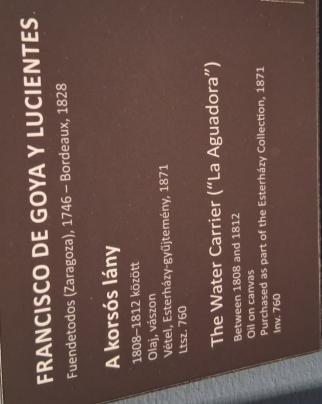 FRANCISCO DE GOYA Y LUCIENTES
Fuendetodos (Zaragoza), 1746 – Bordeaux, 1828
A korsós lány
1808–1812 között
Olaj, vászon
Vétel, Esterházy-gyűjtemény, 1871
Ltsz. 760
The Water Carrier (“La Aguadora”)
Between 1808 and 1812
Oil on canvas
Purchased as part of the Esterházy Collection, 1871
Inv. 760